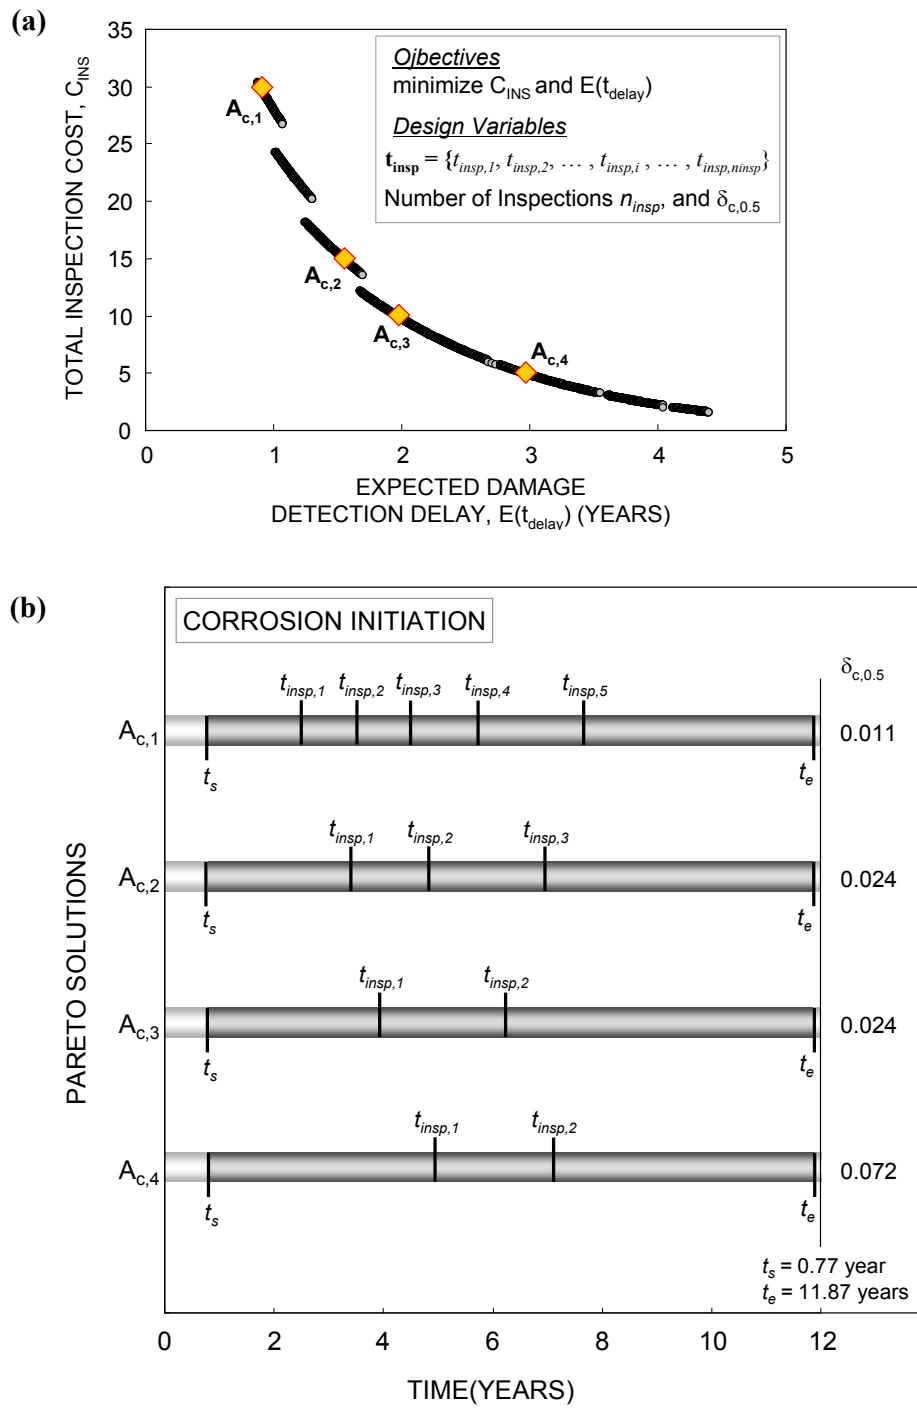 (a)
TOTAL INSPECTION COST, C_INS
35
30
25
20
15
10
5
0
Ojbectives
minimize C_INS and E(t_delay)
Design Variables
t_insp = {t_insp,1, t_insp,2, … , t_insp,i , … , t_insp,ninsp}
Number of Inspections n_insp, and δ_c,0.5
A_c,1
A_c,2
A_c,3
A_c,4
0 1 2 3 4 5
EXPECTED DAMAGE
DETECTION DELAY, E(t_delay) (YEARS)
(b)
CORROSION INITIATION
PARETO SOLUTIONS
δ_c,0.5
t_insp,1 t_insp,2 t_insp,3 t_insp,4 t_insp,5
A_c,1 0.011
t_s t_e
t_insp,1 t_insp,2 t_insp,3
A_c,2 0.024
t_s t_e
t_insp,1 t_insp,2
A_c,3 0.024
t_s t_e
t_insp,1 t_insp,2
A_c,4 0.072
t_s t_e
t_s = 0.77 year
t_e = 11.87 years
0 2 4 6 8 10 12
TIME(YEARS)